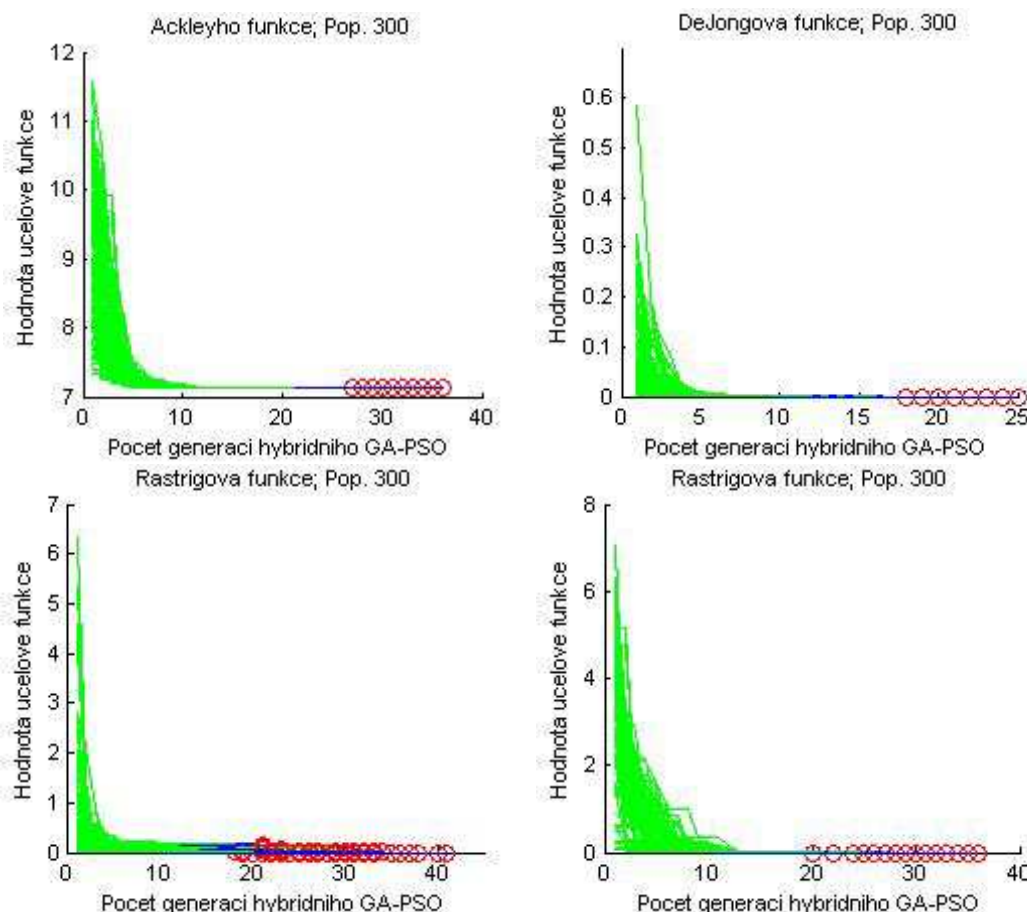 Ackleyho funkce; Pop. 300
12
11
10
9
8
7
Hodnota ucelove funkce
0 10 20 30 40
Pocet generaci hybridniho GA-PSO
DeJongova funkce; Pop. 300
0.6
0.5
0.4
0.3
0.2
0.1
0
Hodnota ucelove funkce
0 5 10 15 20 25
Pocet generaci hybridniho GA-PSO
Rastrigova funkce; Pop. 300
7
6
5
4
3
2
1
0
Hodnota ucelove funkce
0 10 20 30 40
Pocet generaci hybridniho GA-PSO
Rastrigova funkce; Pop. 300
8
6
4
2
0
Hodnota ucelove funkce
0 10 20 30 40
Pocet generaci hybridniho GA-PSO